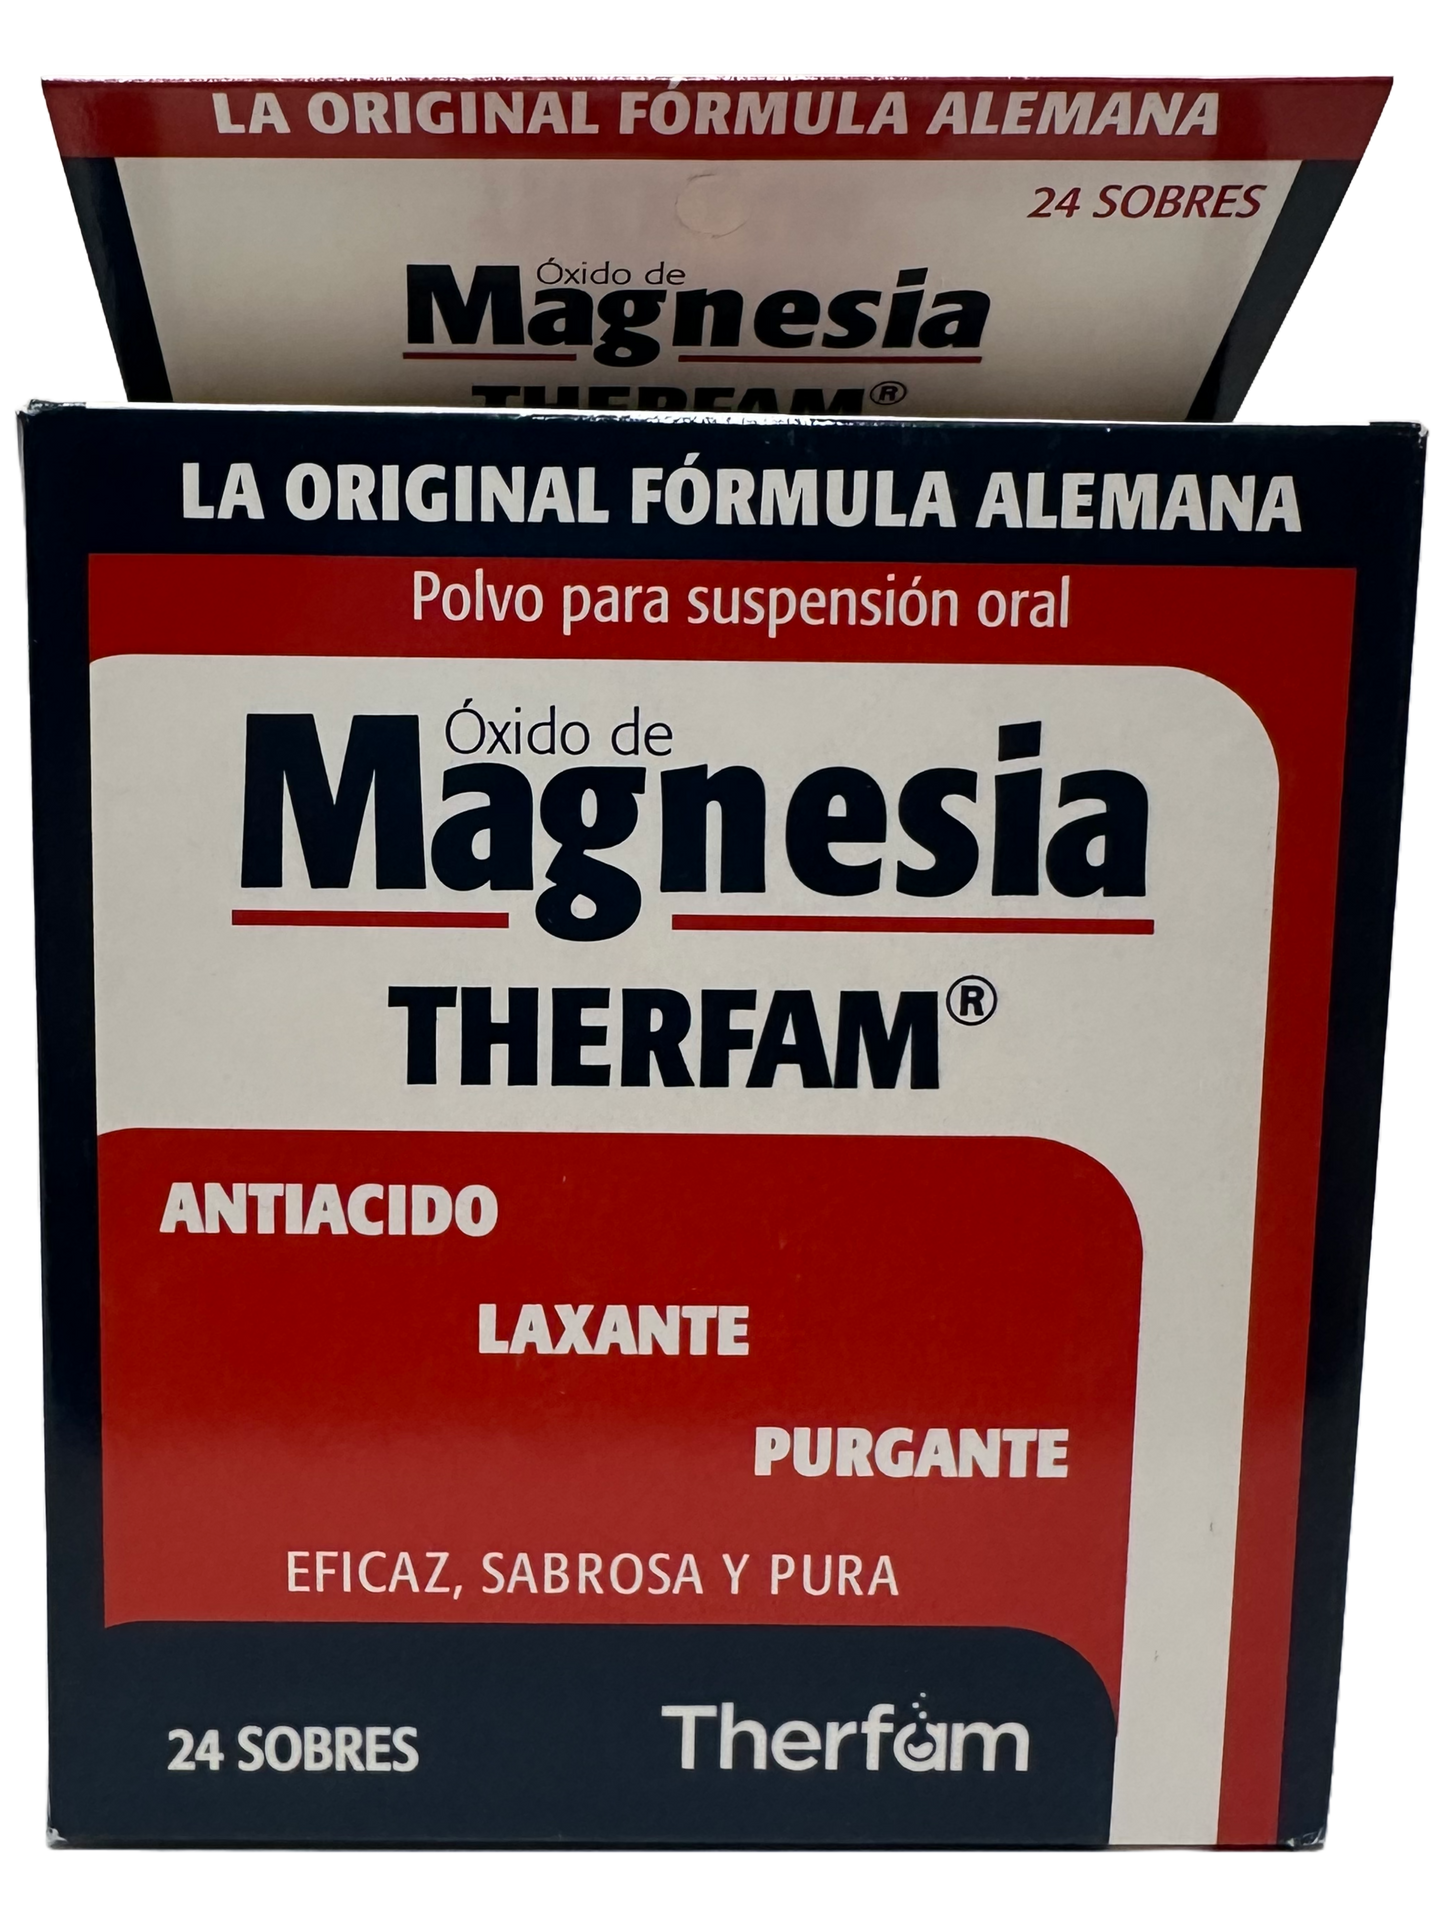 LA ORIGINAL FÓRMULA ALEMANA
24 SOBRES
Óxido de
Magnesia
THERFAM®
LA ORIGINAL FÓRMULA ALEMANA
Polvo para suspensión oral
Óxido de
Magnesia
THERFAM®
ANTIACIDO
LAXANTE
PURGANTE
EFICAZ, SABROSA Y PURA
24 SOBRES
Therfam